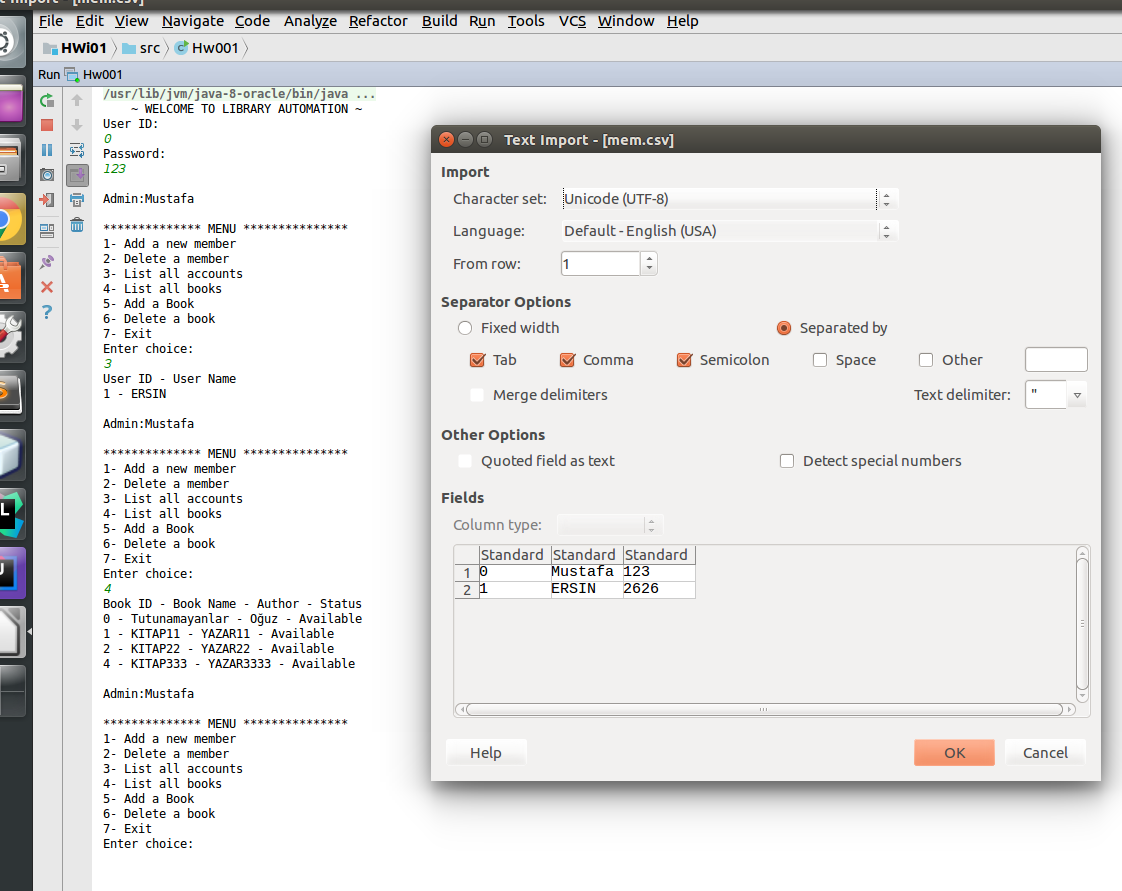 t Import - [mem.csv]
File Edit View Navigate Code Analyze Refactor Build Run Tools VCS Window Help
HWi01 src Hw001
Run Hw001
/usr/lib/jvm/java-8-oracle/bin/java ...
~ WELCOME TO LIBRARY AUTOMATION ~
User ID:
0
Password:
123
Admin:Mustafa
************** MENU ***************
1- Add a new member
2- Delete a member
3- List all accounts
4- List all books
5- Add a Book
6- Delete a book
7- Exit
Enter choice:
3
User ID - User Name
1 - ERSIN
Admin:Mustafa
************** MENU ***************
1- Add a new member
2- Delete a member
3- List all accounts
4- List all books
5- Add a Book
6- Delete a book
7- Exit
Enter choice:
4
Book ID - Book Name - Author - Status
0 - Tutunamayanlar - Oğuz - Available
1 - KITAP11 - YAZAR11 - Available
2 - KITAP22 - YAZAR22 - Available
4 - KITAP333 - YAZAR3333 - Available
Admin:Mustafa
************** MENU ***************
1- Add a new member
2- Delete a member
3- List all accounts
4- List all books
5- Add a Book
6- Delete a book
7- Exit
Enter choice:
Text Import - [mem.csv]
Import
Character set: Unicode (UTF-8)
Language: Default - English (USA)
From row: 1
Separator Options
Fixed width Separated by
Tab Comma Semicolon Space Other
Merge delimiters Text delimiter: "
Other Options
Quoted field as text Detect special numbers
Fields
Column type:
Standard Standard Standard
1 0 Mustafa 123
2 1 ERSIN 2626
Help OK Cancel